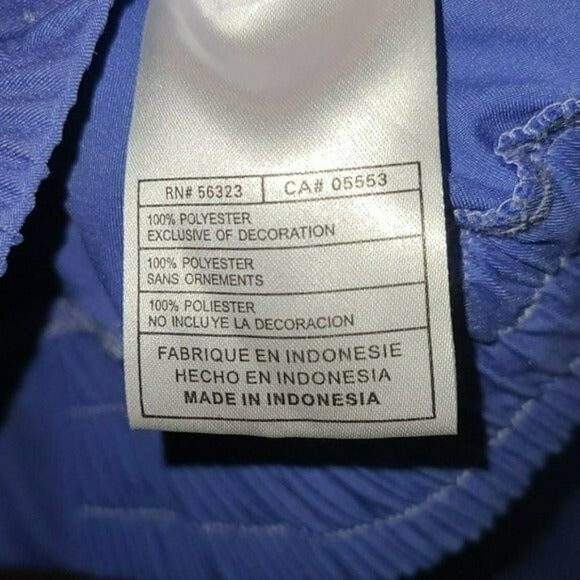 RN# 56323 CA# 05553
100% POLYESTER
EXCLUSIVE OF DECORATION
100% POLYESTER
SANS ORNEMENTS
100% POLIESTER
NO INCLUYE LA DECORACION
FABRIQUE EN INDONESIE
HECHO EN INDONESIA
MADE IN INDONESIA